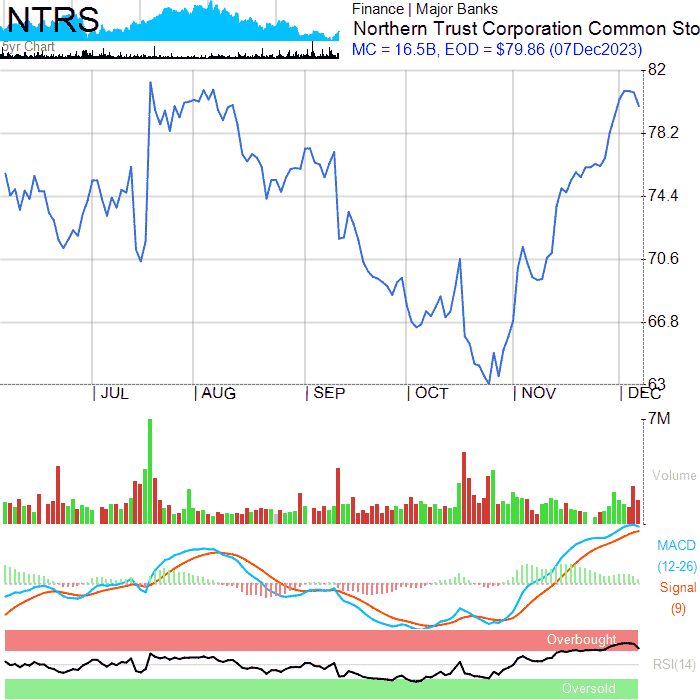 NTRS
5yr Chart
Finance | Major Banks
Northern Trust Corporation Common Sto
MC = 16.5B, EOD = $79.86 (07Dec2023)
82
78.2
74.4
70.6
66.8
63
JUL AUG SEP OCT NOV DEC
7M
Volume
MACD
(12-26)
Signal
(9)
Overbought
RSI(14)
Oversold